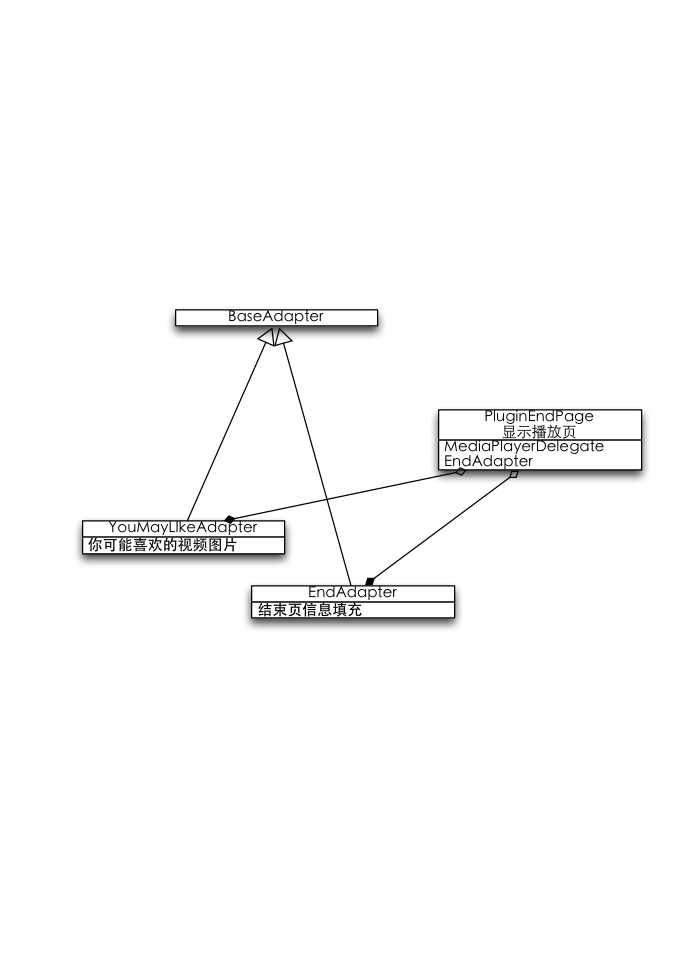 BaseAdapter
PluginEndPage
显示播放页
MediaPlayerDelegate
EndAdapter
YouMayLikeAdapter
你可能喜欢的视频图片
EndAdapter
结束页信息填充